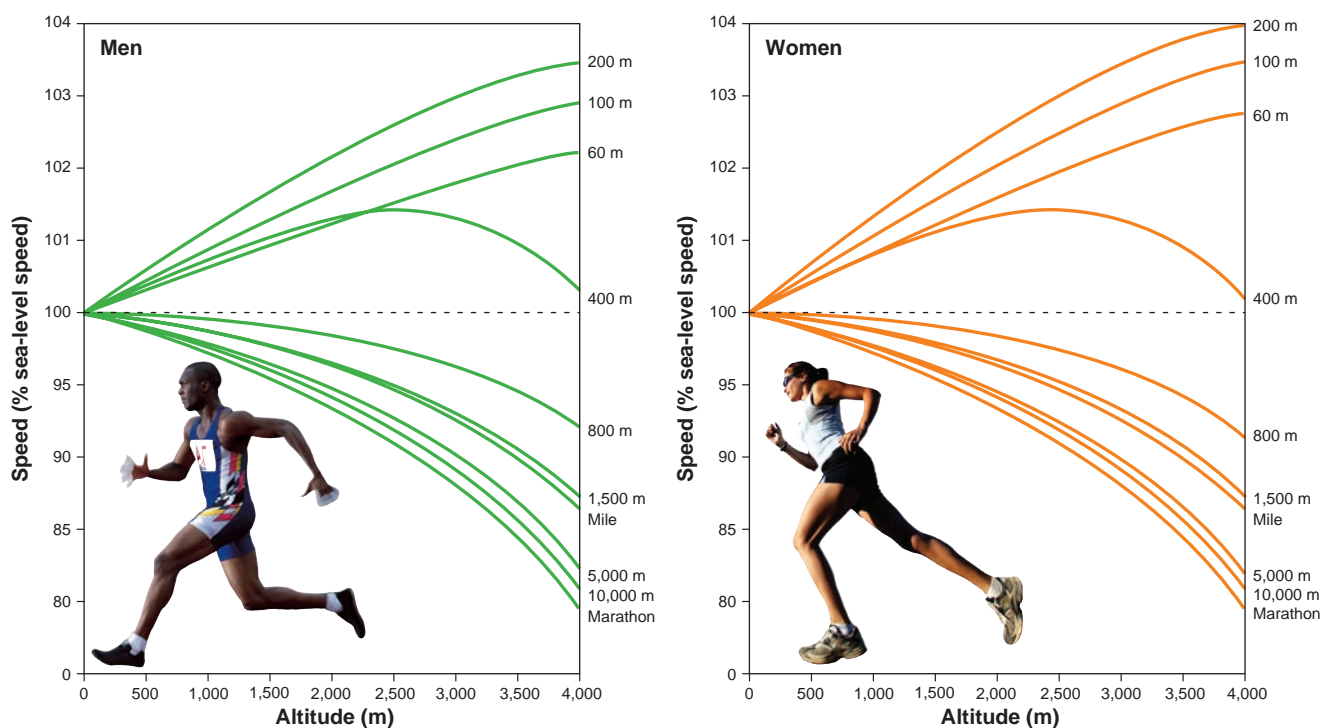 Men
Speed (% sea-level speed)
104
103
102
101
100
95
90
85
80
0
200 m
100 m
60 m
400 m
800 m
1,500 m
Mile
5,000 m
10,000 m
Marathon
0 500 1,000 1,500 2,000 2,500 3,000 3,500 4,000
Altitude (m)
Women
Speed (% sea-level speed)
104
103
102
101
100
95
90
85
80
0
200 m
100 m
60 m
400 m
800 m
1,500 m
Mile
5,000 m
10,000 m
Marathon
0 500 1,000 1,500 2,000 2,500 3,000 3,500 4,000
Altitude (m)